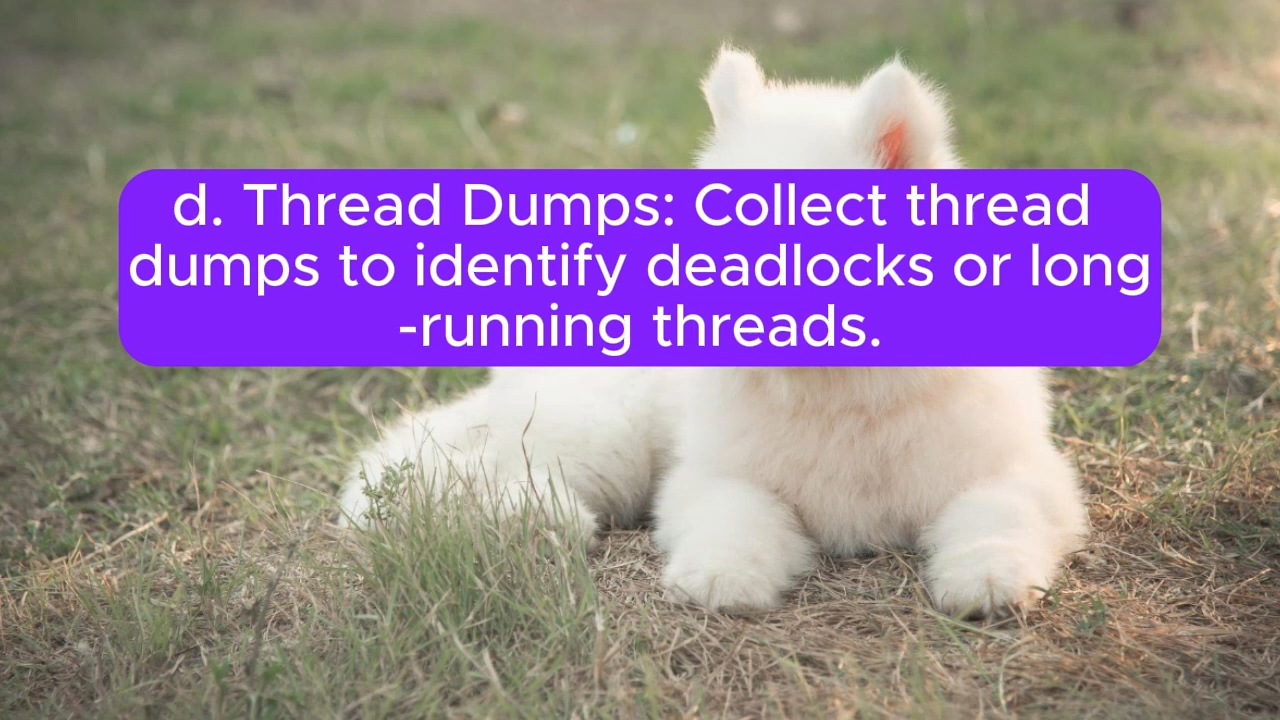 d. Thread Dumps: Collect thread
dumps to identify deadlocks or long
-running threads.